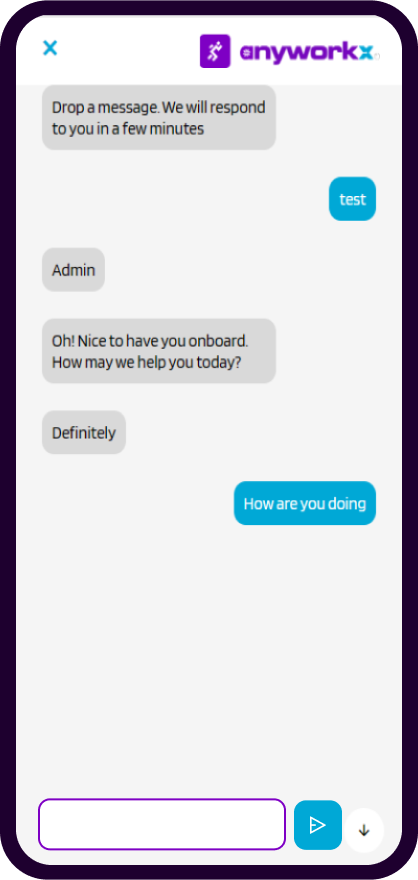 anyworkx
Drop a message. We will respond
to you in a few minutes
test
Admin
Oh! Nice to have you onboard.
How may we help you today?
Definitely
How are you doing